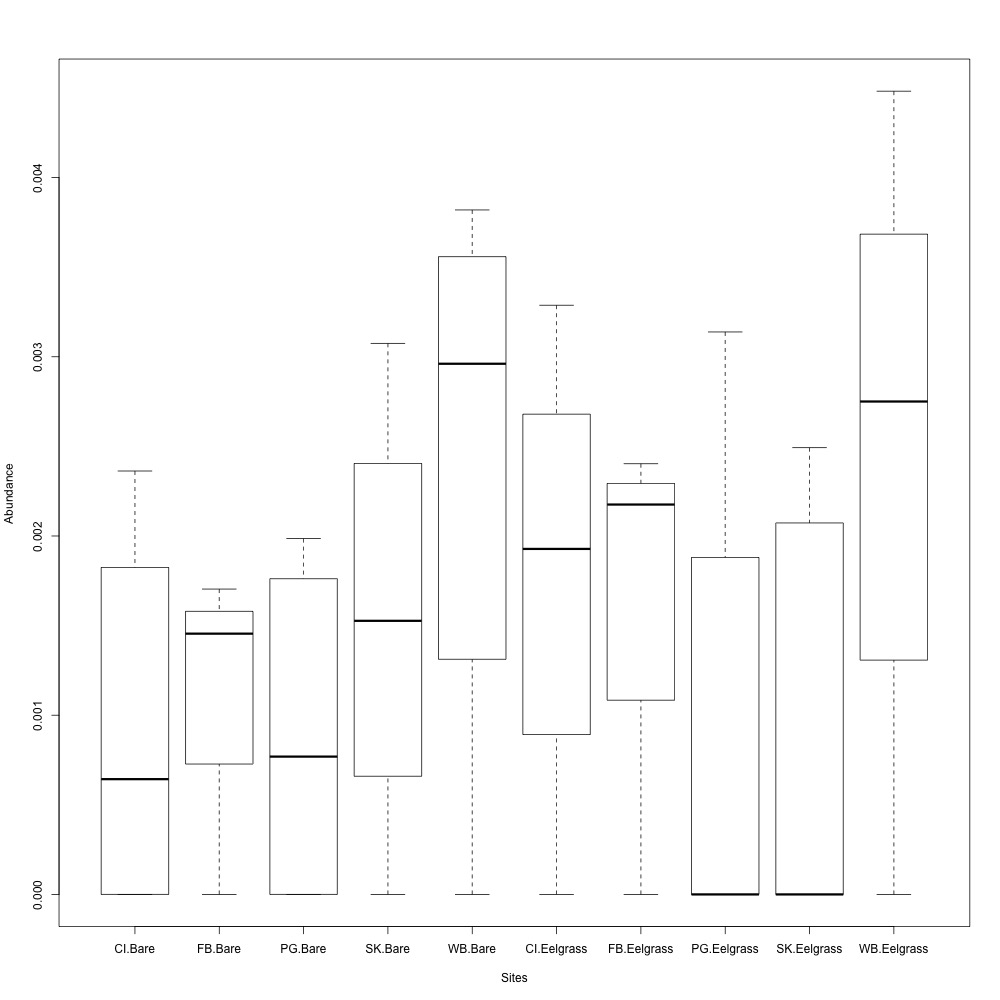 Abundance
0.004
0.003
0.002
0.001
0.000
CI.Bare FB.Bare PG.Bare SK.Bare WB.Bare CI.Eelgrass FB.Eelgrass PG.Eelgrass SK.Eelgrass WB.Eelgrass
Sites